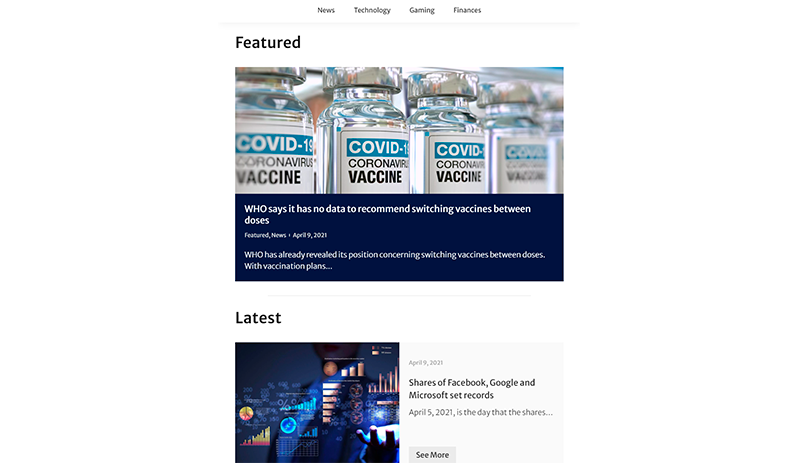 News Technology Gaming Finances
Featured
COVID-19 COVID-19 COVID-19
CORONAVIRUS CORONAVIRUS CORONAVIRUS
VACCINE VACCINE VACCINE
WHO says it has no data to recommend switching vaccines between
doses
Featured, News • April 9, 2021
WHO has already revealed its position concerning switching vaccines between doses.
With vaccination plans...
Latest
April 9, 2021
Shares of Facebook, Google and
Microsoft set records
April 5, 2021, is the day that the shares...
See More